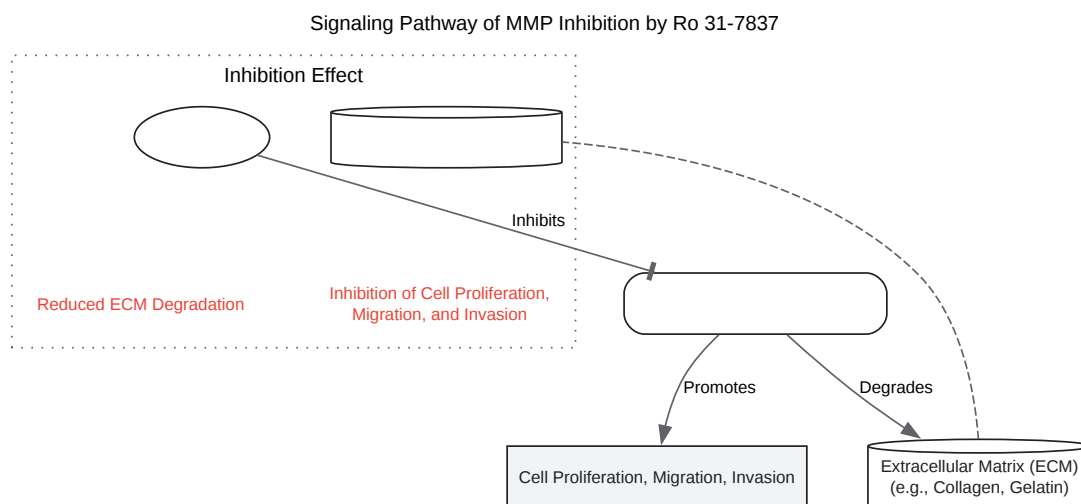 Signaling Pathway of MMP Inhibition by Ro 31-7837
Inhibition Effect
Inhibits
Reduced ECM Degradation
Inhibition of Cell Proliferation,
Migration, and Invasion
Promotes
Degrades
Cell Proliferation, Migration, Invasion
Extracellular Matrix (ECM)
(e.g., Collagen, Gelatin)